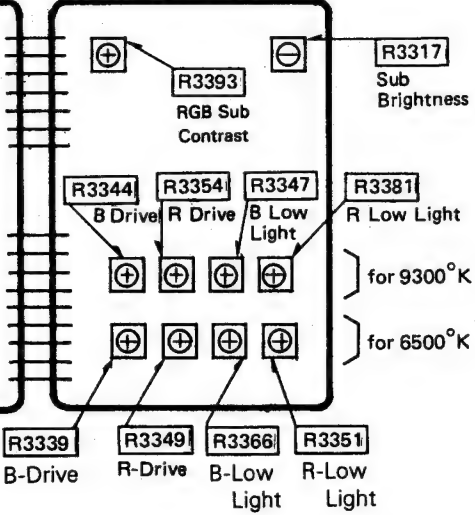 R3393
RGB Sub
Contrast
R3317
Sub
Brightness
R3344
B Drive
R3354
R Drive
R3347
B Low
Light
R3381
R Low Light
for 9300°K
for 6500°K
R3339
B-Drive
R3349
R-Drive
R3366
B-Low
Light
R3351
R-Low
Light